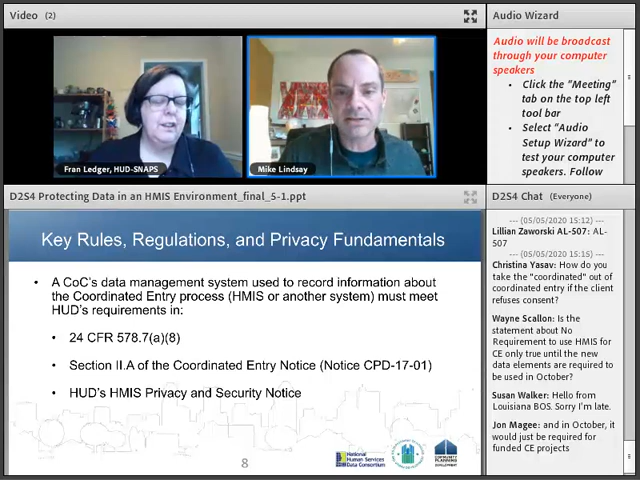 Video (2)
Fran Ledger, HUD-SNAPS
Mike Lindsay
Audio Wizard
Audio will be broadcast
through your computer
speakers
• Click the "Meeting"
tab on the top left
tool bar
• Select "Audio
Setup Wizard" to
test your computer
speakers. Follow
D2S4 Protecting Data in an HMIS Environment_final_5-1.ppt
Key Rules, Regulations, and Privacy Fundamentals
• A CoC's data management system used to record information about
the Coordinated Entry process (HMIS or another system) must meet
HUD's requirements in:
• 24 CFR 578.7(a)(8)
• Section II.A of the Coordinated Entry Notice (Notice CPD-17-01)
• HUD's HMIS Privacy and Security Notice
8
National
Human Services
Data Consortium
COMMUNITY
PLANNING
DEVELOPMENT
D2S4 Chat (Everyone)
--- (05/05/2020 15:12) ---
Lillian Zaworski AL-507: AL-
507
--- (05/05/2020 15:15) ---
Christina Yasav: How do you
take the "coordinated" out of
coordinated entry if the client
refuses consent?
Wayne Scallon: Is the
statement about No
Requirement to use HMIS for
CE only true until the new
data elements are required to
be used in October?
Susan Walker: Hello from
Louisiana BOS. Sorry I'm late.
Jon Magee: and in October, it
would just be required for
funded CE projects